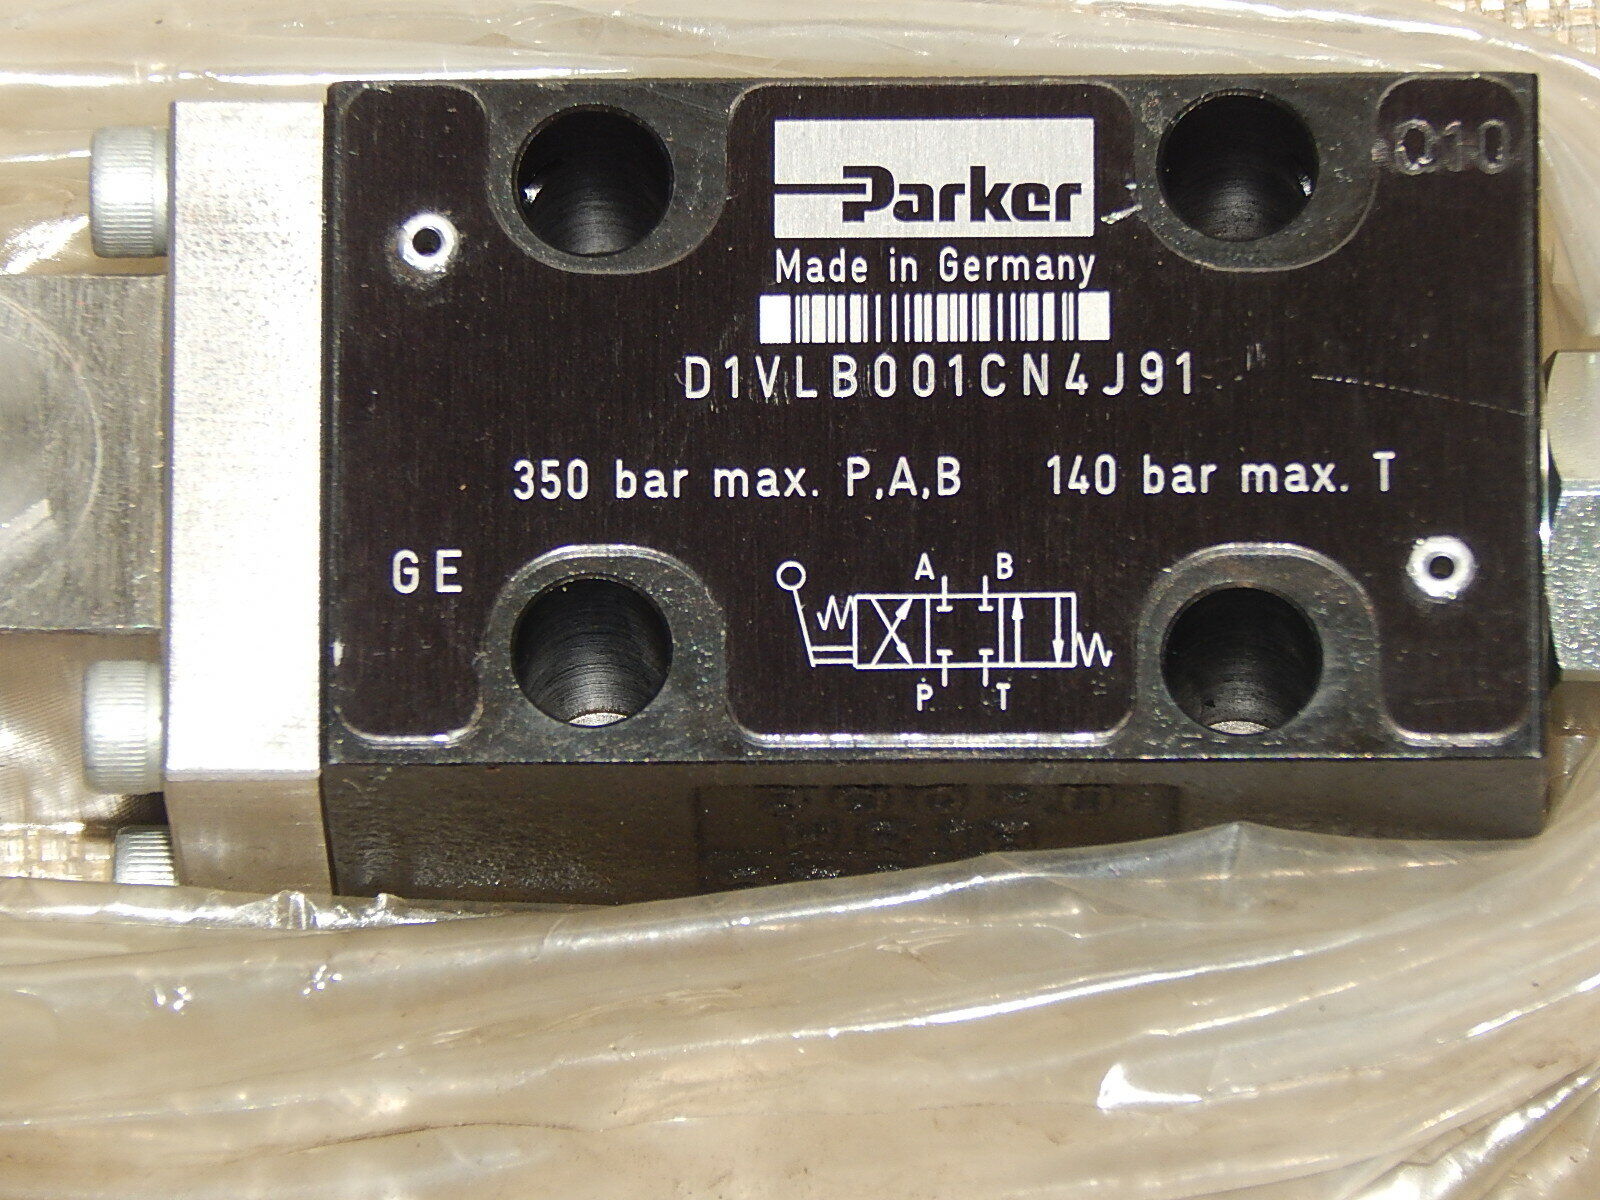 Q10
Parker
Made in Germany
D1VLB001CN4J91
350 bar max. P,A,B 140 bar max. T
GE
A B
P T